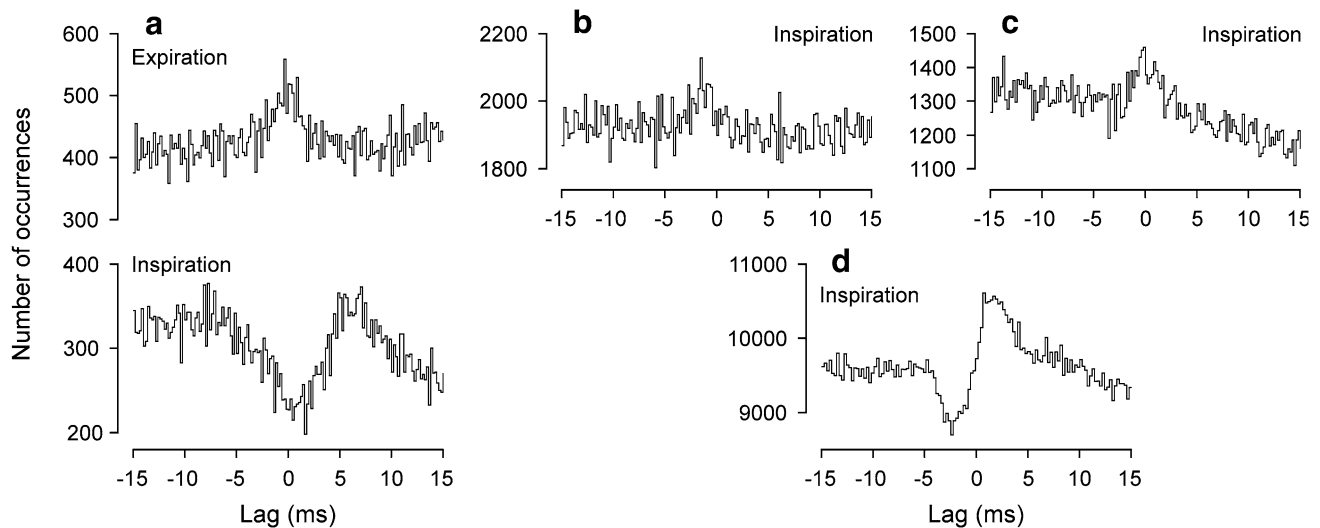 a
Expiration
600
500
400
300
b
Inspiration
2200
2000
1800
-15 -10 -5 0 5 10 15
c
Inspiration
1500
1400
1300
1200
1100
-15 -10 -5 0 5 10 15
Number of occurrences
Inspiration
400
300
200
-15 -10 -5 0 5 10 15
Lag (ms)
d
Inspiration
11000
10000
9000
-15 -10 -5 0 5 10 15
Lag (ms)